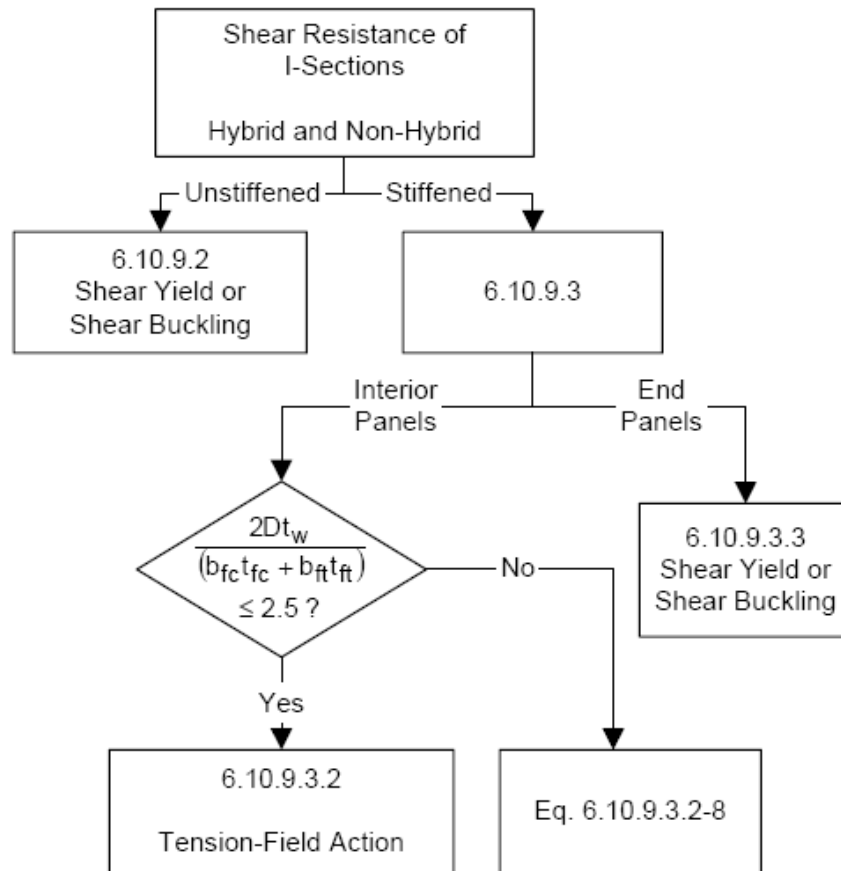 Shear Resistance of
I-Sections
Hybrid and Non-Hybrid
Unstiffened
Stiffened
6.10.9.2
Shear Yield or
Shear Buckling
6.10.9.3
Interior
Panels
End
Panels
2Dt_w
(b_fc t_fc + b_ft t_ft)
≤ 2.5 ?
No
6.10.9.3.3
Shear Yield or
Shear Buckling
Yes
6.10.9.3.2
Tension-Field Action
Eq. 6.10.9.3.2-8